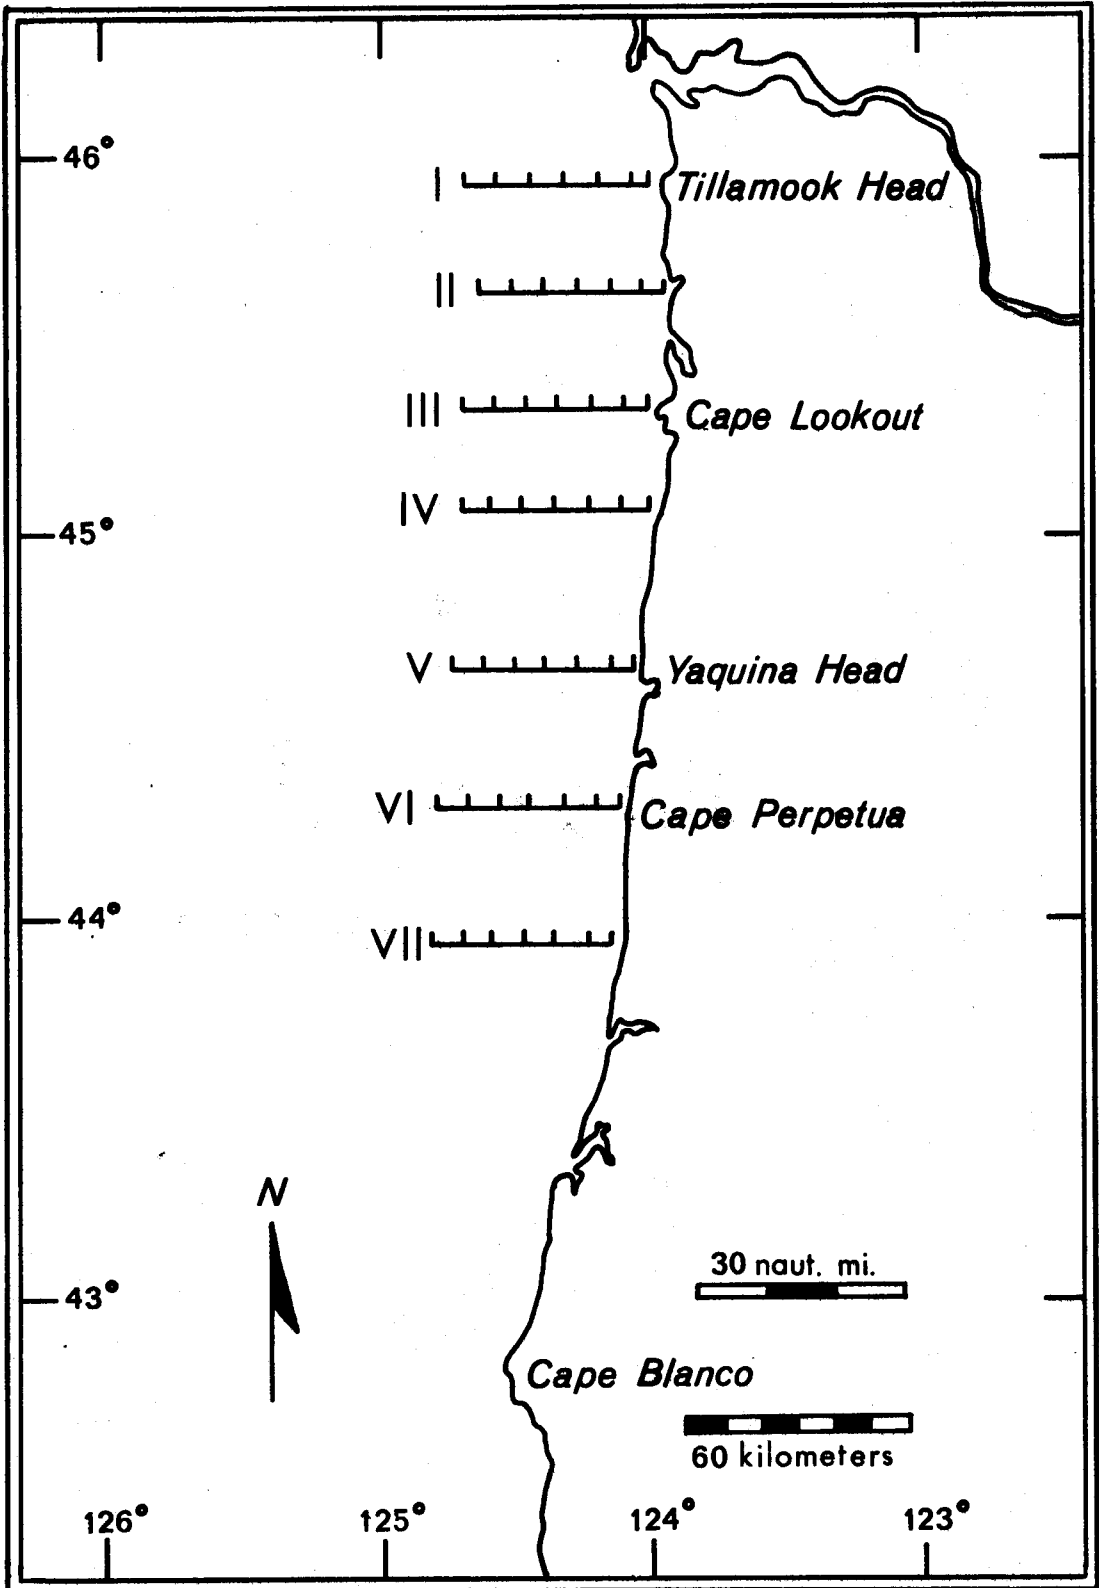 46°
I Tillamook Head
II
III Cape Lookout
IV
45°
V Yaquina Head
VI Cape Perpetua
44°
VII
N
30 naut. mi.
43°
Cape Blanco
60 kilometers
126° 125° 124° 123°